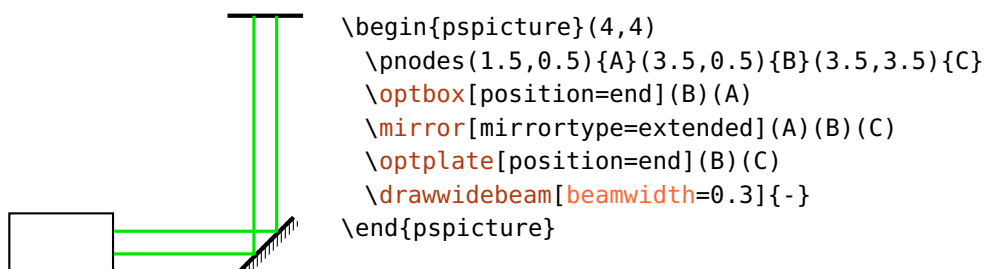 \begin{pspicture}(4,4)
  \pnodes(1.5,0.5){A}(3.5,0.5){B}(3.5,3.5){C}
  \optbox[position=end](B)(A)
  \mirror[mirrortype=extended](A)(B)(C)
  \optplate[position=end](B)(C)
  \drawwidebeam[beamwidth=0.3]{-}
\end{pspicture}